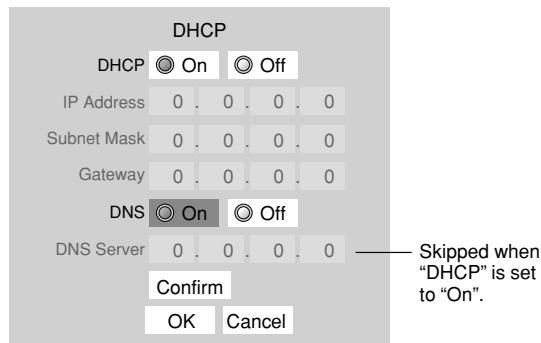 DHCP
DHCP On Off
IP Address 0 . 0 . 0 . 0
Subnet Mask 0 . 0 . 0 . 0
Gateway 0 . 0 . 0 . 0
DNS On Off
DNS Server 0 . 0 . 0 . 0
Skipped when
“DHCP” is set
to “On”.
Confirm
OK Cancel